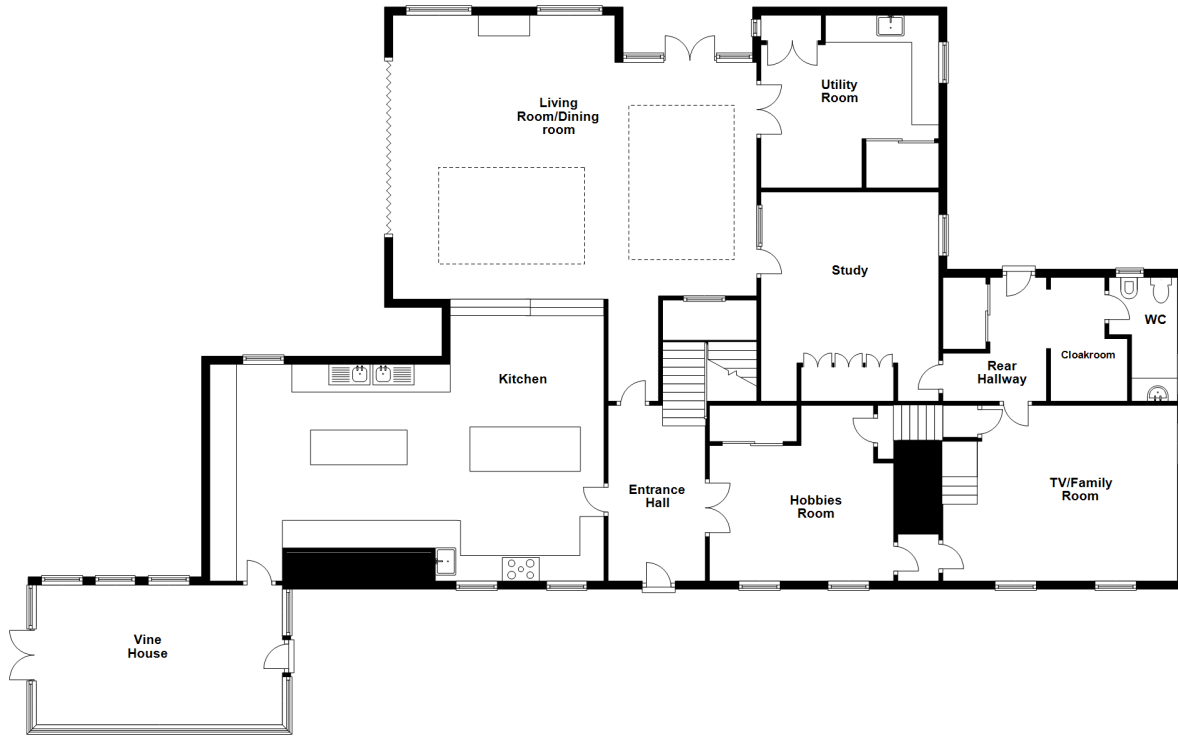 Living
Room/Dining
room
Utility
Room
Study
WC
Cloakroom
Rear
Hallway
Kitchen
Entrance
Hall
Hobbies
Room
TV/Family
Room
Vine
House